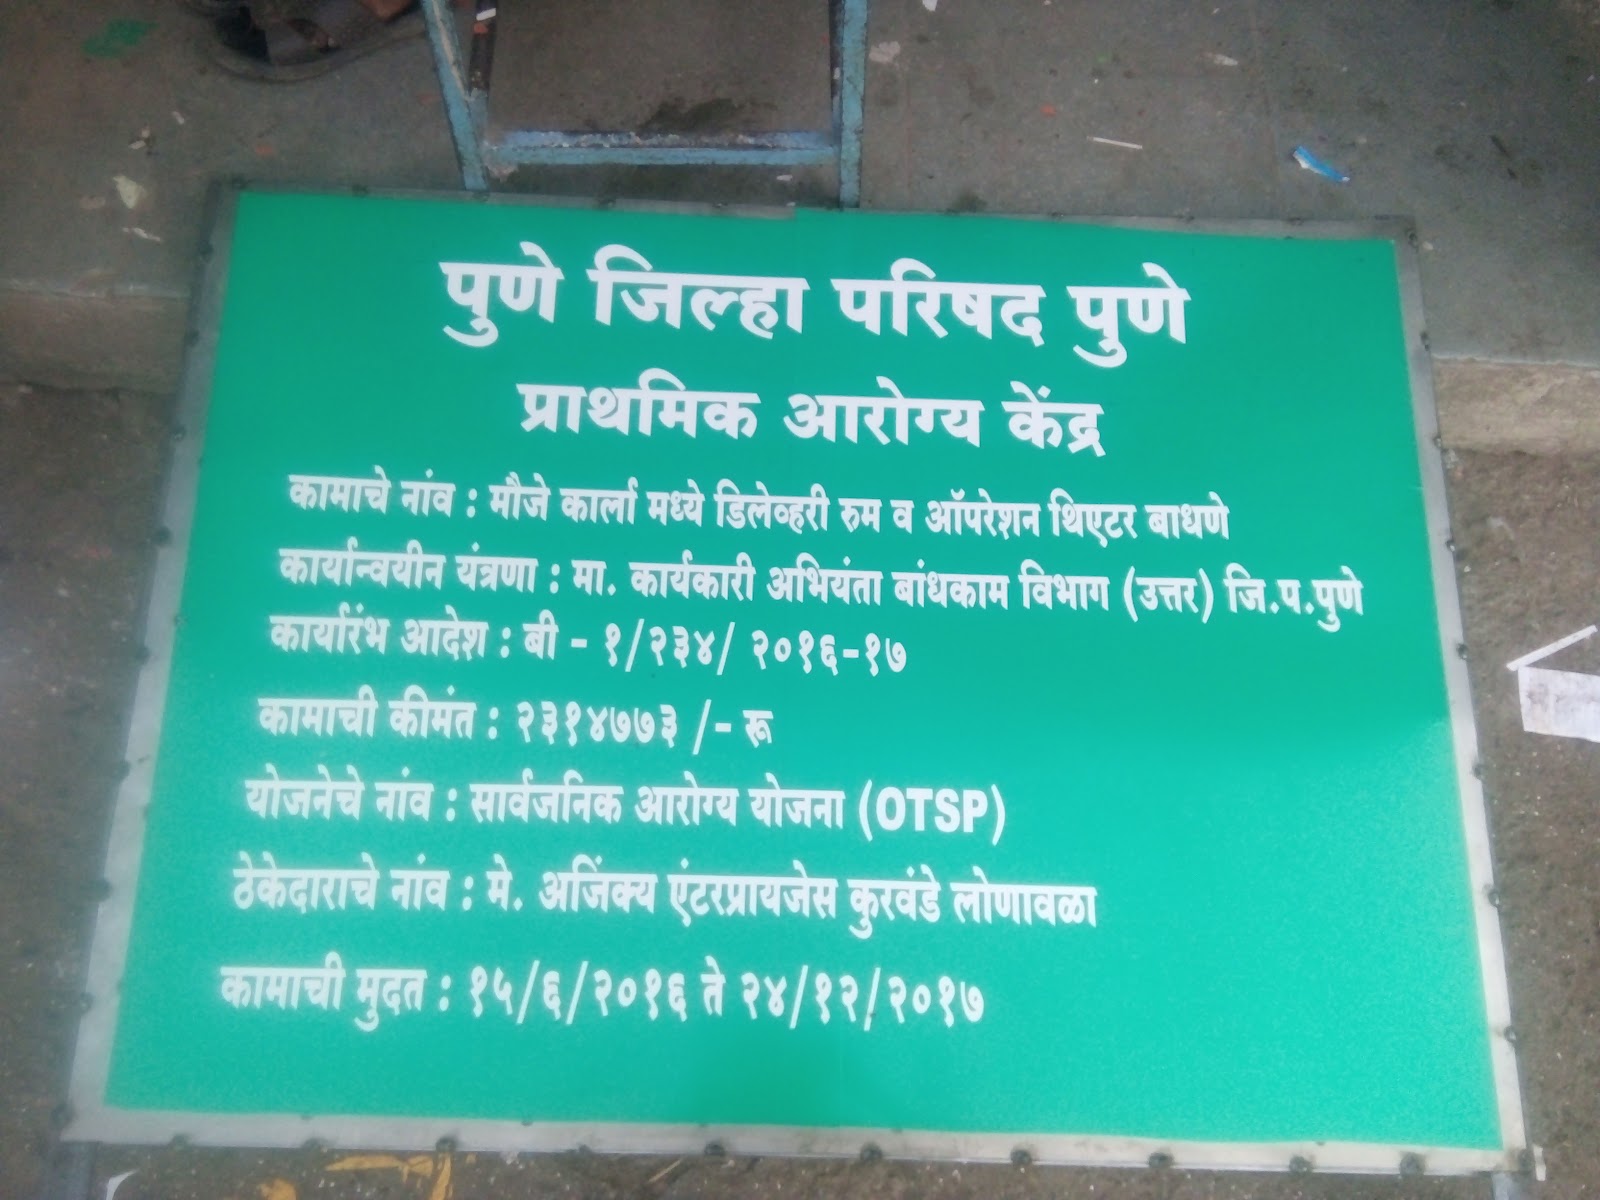 पुणे जिल्हा परिषद पुणे
प्राथमिक आरोग्य केंद्र
कामाचे नांव : मौजे कार्ला मध्ये डिलेव्हरी रुम व ऑपरेशन थिएटर बाधणे
कार्यान्वयीन यंत्रणा : मा. कार्यकारी अभियंता बांधकाम विभाग (उत्तर) जि.प.पुणे
कार्यारंभ आदेश : बी - १/२३४/ २०१६-१७
कामाची कीमंत : २३१४७७३ /- रू
योजनेचे नांव : सार्वजनिक आरोग्य योजना (OTSP)
ठेकेदाराचे नांव : मे. अजिंक्य एंटरप्रायजेस कुरवंडे लोणावळा
कामाची मुदत : १५/६/२०१६ ते २४/१२/२०१७